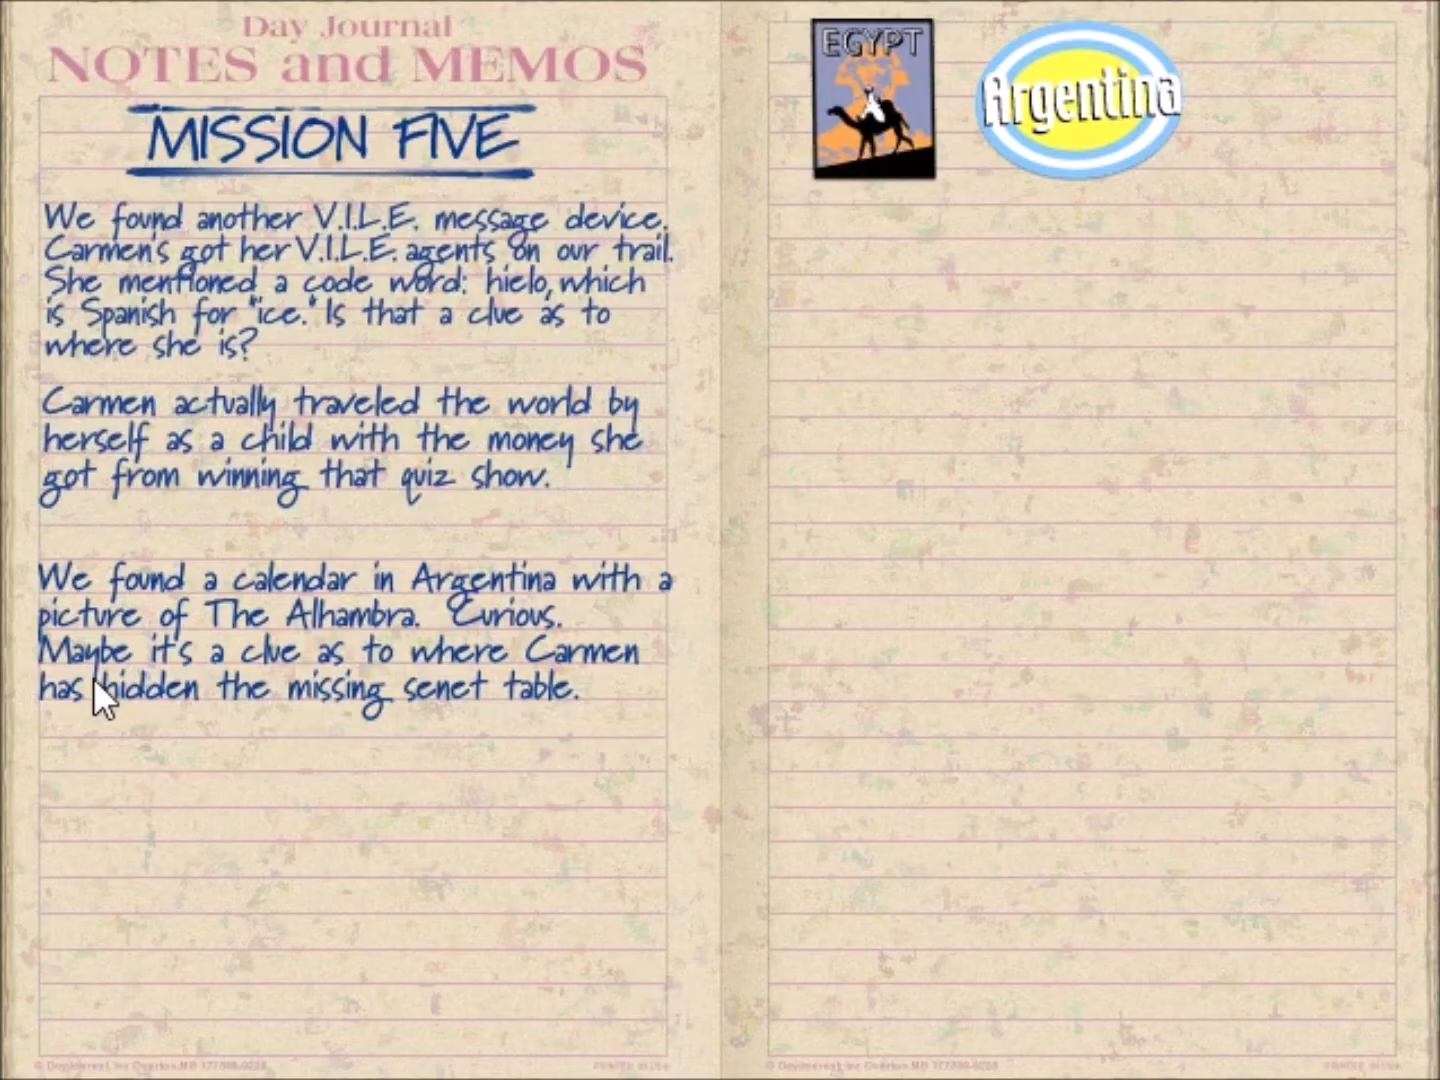 Day Journal
NOTES and MEMOS
MISSION FIVE
We found another V.I.L.E. message device.
Carmen's got her V.I.L.E. agents on our trail.
She mentioned a code word: hielo, which
is Spanish for "ice." Is that a clue as to
where she is?
Carmen actually traveled the world by
herself as a child with the money she
got from winning that quiz show.
We found a calendar in Argentina with a
picture of The Alhambra. Curious.
Maybe it's a clue as to where Carmen
has hidden the missing senet table.
EGYPT
Argentina